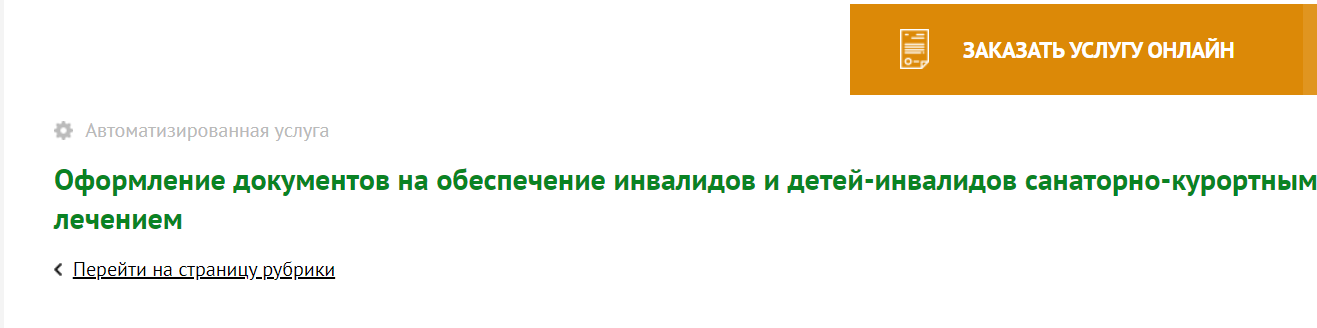 ЗАКАЗАТЬ УСЛУГУ ОНЛАЙН
Автоматизированная услуга
Оформление документов на обеспечение инвалидов и детей-инвалидов санаторно-курортным
лечением
Перейти на страницу рубрики